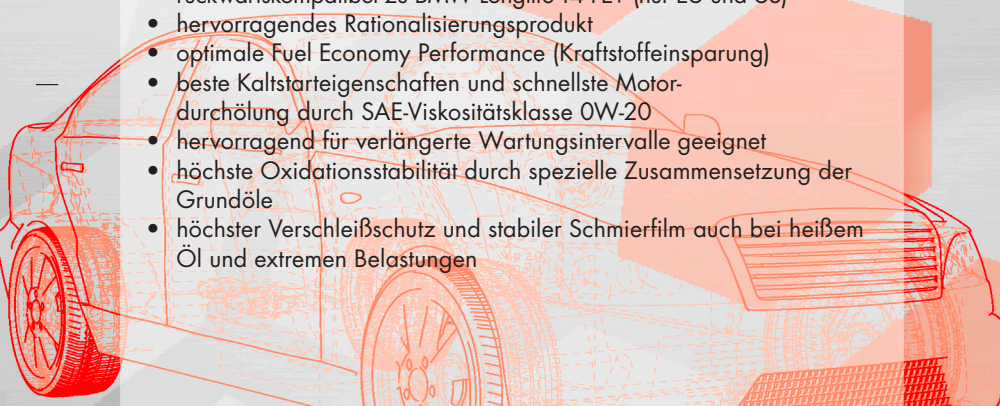 • hervorragendes Rationalisierungsprodukt
• optimale Fuel Economy Performance (Kraftstoffeinsparung)
• beste Kaltstarteigenschaften und schnellste Motor-
durchölung durch SAE-Viskositätsklasse 0W-20
• hervorragend für verlängerte Wartungsintervalle geeignet
• höchste Oxidationsstabilität durch spezielle Zusammensetzung der
Grundöle
• höchster Verschleißschutz und stabiler Schmierfilm auch bei heißem
Öl und extremen Belastungen